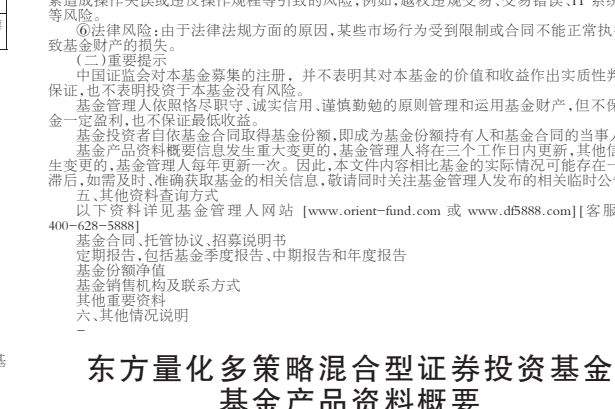 素造成操作失误或违反操作规程等引致的风险,例如,越权违规交易、交易错误、IT 系统
等风险。
⑥法律风险:由于法律法规方面的原因,某些市场行为受到限制或合同不能正常执
致基金财产的损失。
(二)重要提示
中国证监会对本基金募集的注册, 并不表明其对本基金的价值和收益作出实质性判
保证,也不表明投资于本基金没有风险。
基金管理人依照恪尽职守、诚实信用、谨慎勤勉的原则管理和运用基金财产,但不保
金一定盈利,也不保证最低收益。
基金投资者自依基金合同取得基金份额,即成为基金份额持有人和基金合同的当事人
基金产品资料概要信息发生重大变更的,基金管理人将在三个工作日内更新,其他信
生变更的,基金管理人每年更新一次。因此,本文件内容相比基金的实际情况可能存在一
滞后,如需及时、准确获取基金的相关信息,敬请同时关注基金管理人发布的相关临时公
五、其他资料查询方式
以下资料详见基金管理人网站 [www.orient-fund.com 或 www.df5888.com][客服
400-628-5888]
基金合同、托管协议、招募说明书
定期报告,包括基金季度报告、中期报告和年度报告
基金份额净值
基金销售机构及联系方式
其他重要资料
六、其他情况说明
-
东方量化多策略混合型证券投资基金
基金产品资料概要